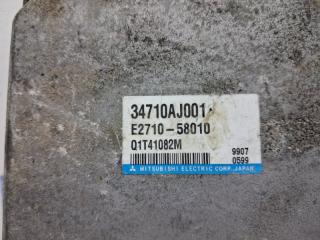 34710AJ001
E2710-58010
Q1T41082M
9907
0599
MITSUBISHI ELECTRIC CORP. JAPAN